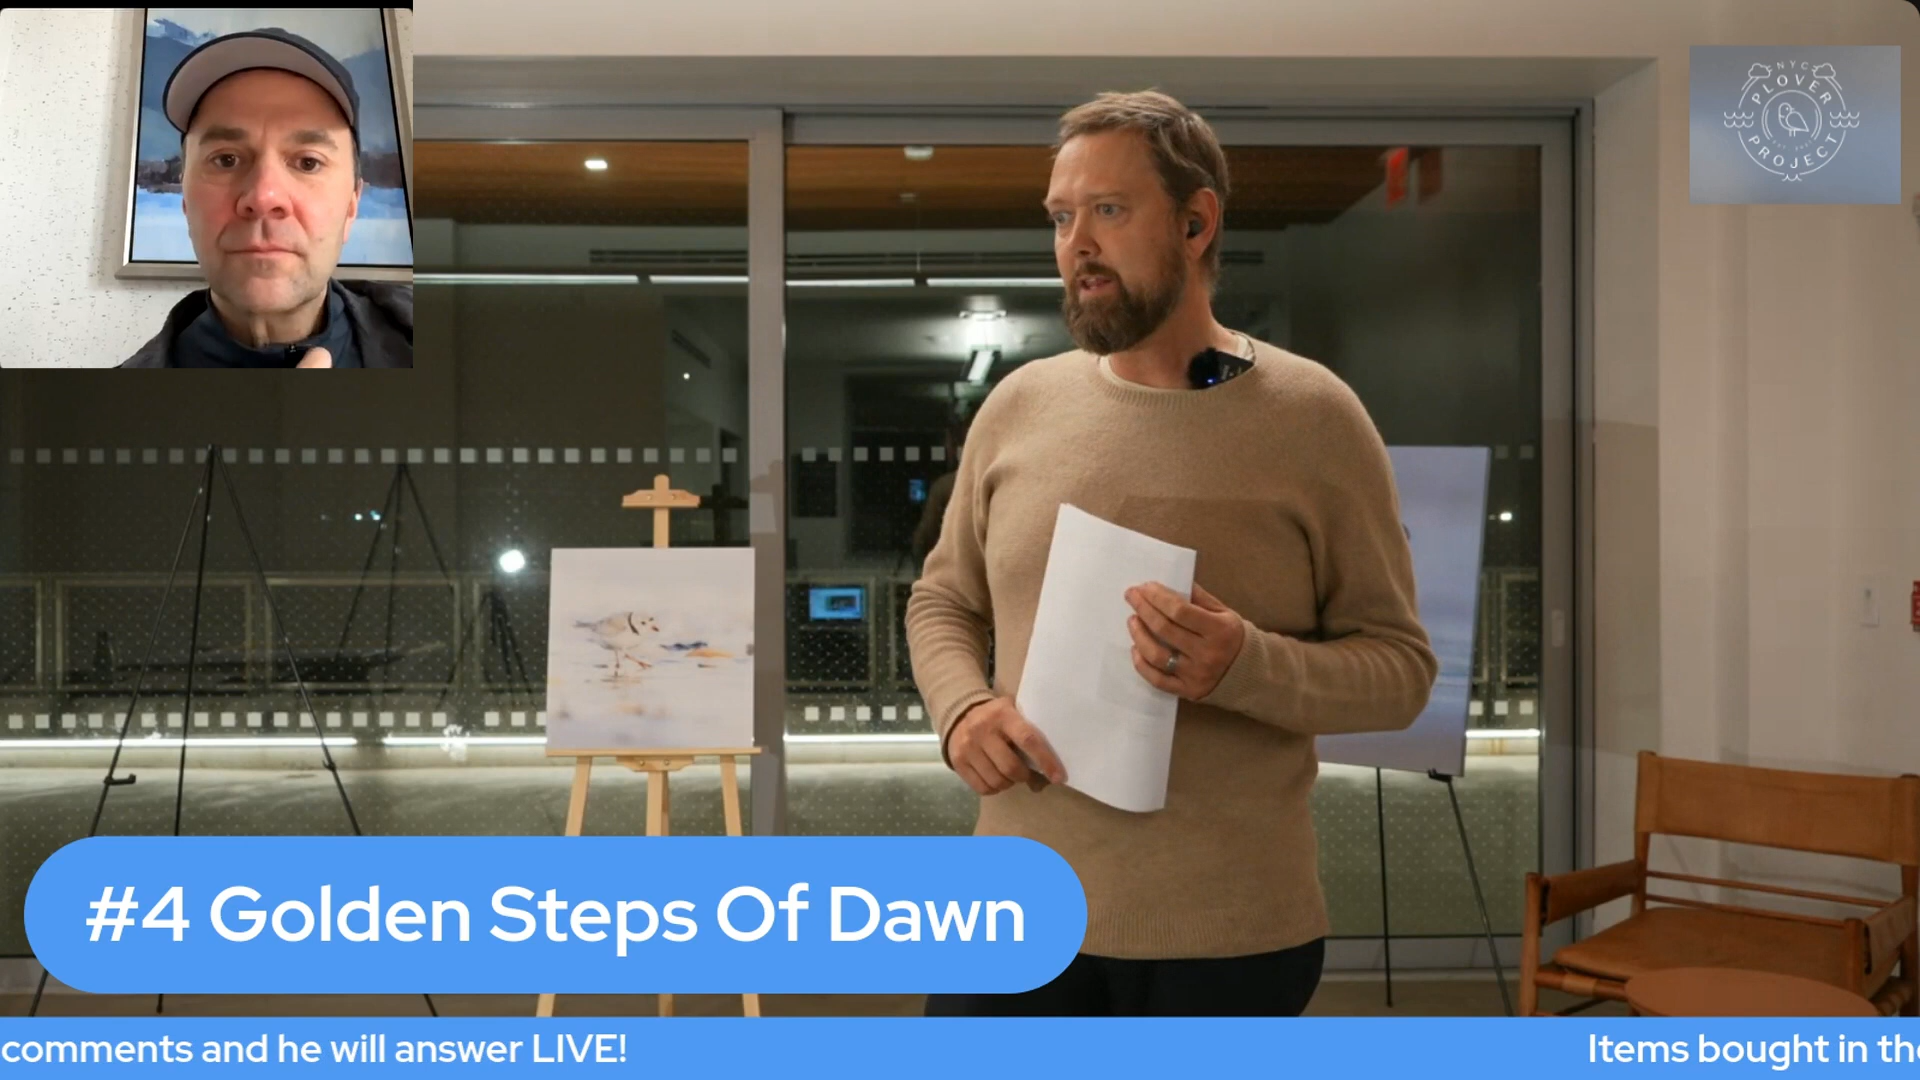 NYC
PLOVER
PROJECT
#4 Golden Steps Of Dawn
comments and he will answer LIVE!
Items bought in the